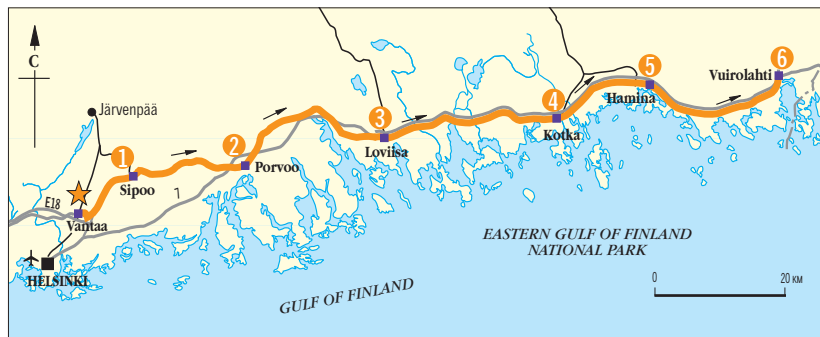 C
Järvenpää
1
Sipoo
2
Porvoo
3
Loviisa
4
Kotka
5
Hamina
6
Vuirolahti
E18
7
Vantaa
HELSINKI
GULF OF FINLAND
EASTERN GULF OF FINLAND
NATIONAL PARK
0
20 KM